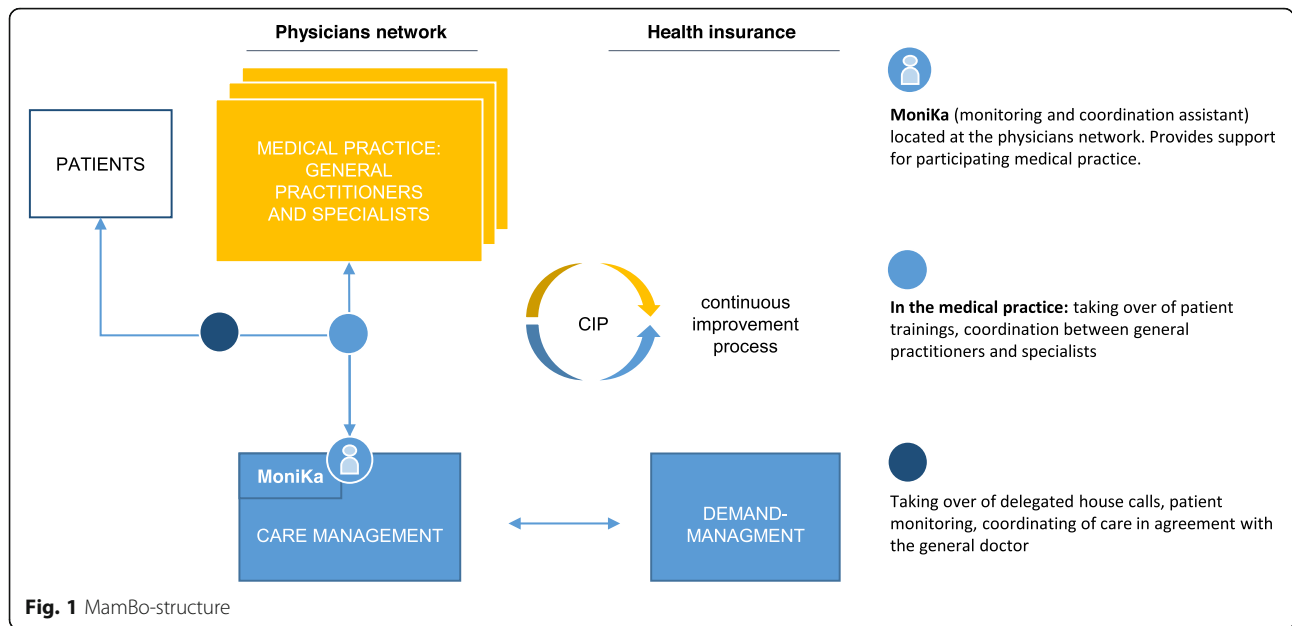 Physicians network
Health insurance
PATIENTS
MEDICAL PRACTICE:
GENERAL
PRACTITIONERS
AND SPECIALISTS
CIP
continuous
improvement
process
MoniKa
CARE MANAGEMENT
DEMAND-
MANAGMENT
MoniKa (monitoring and coordination assistant)
located at the physicians network. Provides support
for participating medical practice.
In the medical practice: taking over of patient
trainings, coordination between general
practitioners and specialists
Taking over of delegated house calls, patient
monitoring, coordinating of care in agreement with
the general doctor
Fig. 1 MamBo-structure